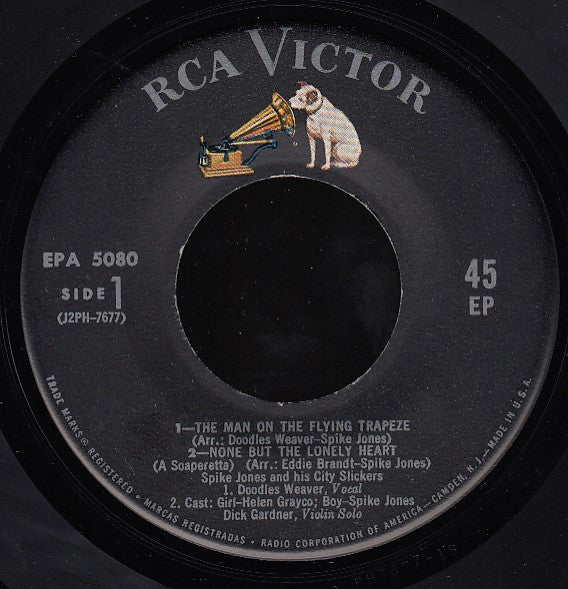 RCA VICTOR
EPA 5080
SIDE 1
(J2PH-7677)
45
EP
1—THE MAN ON THE FLYING TRAPEZE
(Arr.: Doodles Weaver-Spike Jones)
2—NONE BUT THE LONELY HEART
(A Soaperetta) (Arr.: Eddie Brandt-Spike Jones)
Spike Jones and his City Slickers
1. Doodles Weaver, Vocal
2. Cast: Girl-Helen Grayco; Boy-Spike Jones
Dick Gardner, Violin Solo
TRADE MARKS ® REGISTERED • MARCAS REGISTRADAS • RADIO CORPORATION OF AMERICA—CAMDEN, N.J.—MADE IN U.S.A.